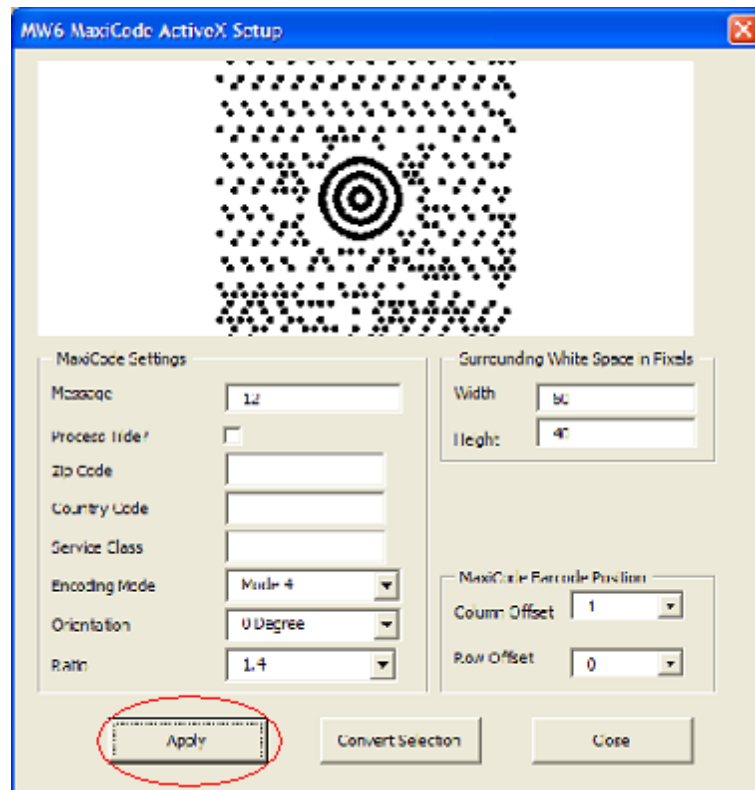 MW6 MaxiCode ActiveX Setup
MaxiCode Settings
Message 12
Process Tilde?
Zip Code
Country Code
Service Class
Encoding Mode Mode 4
Orientation 0 Degree
Ratio 1.4
Surrounding White Space in Pixels
Width 60
Height 40
MaxiCode Barcode Position
Column Offset 1
Row Offset 0
Apply Convert Selection Close